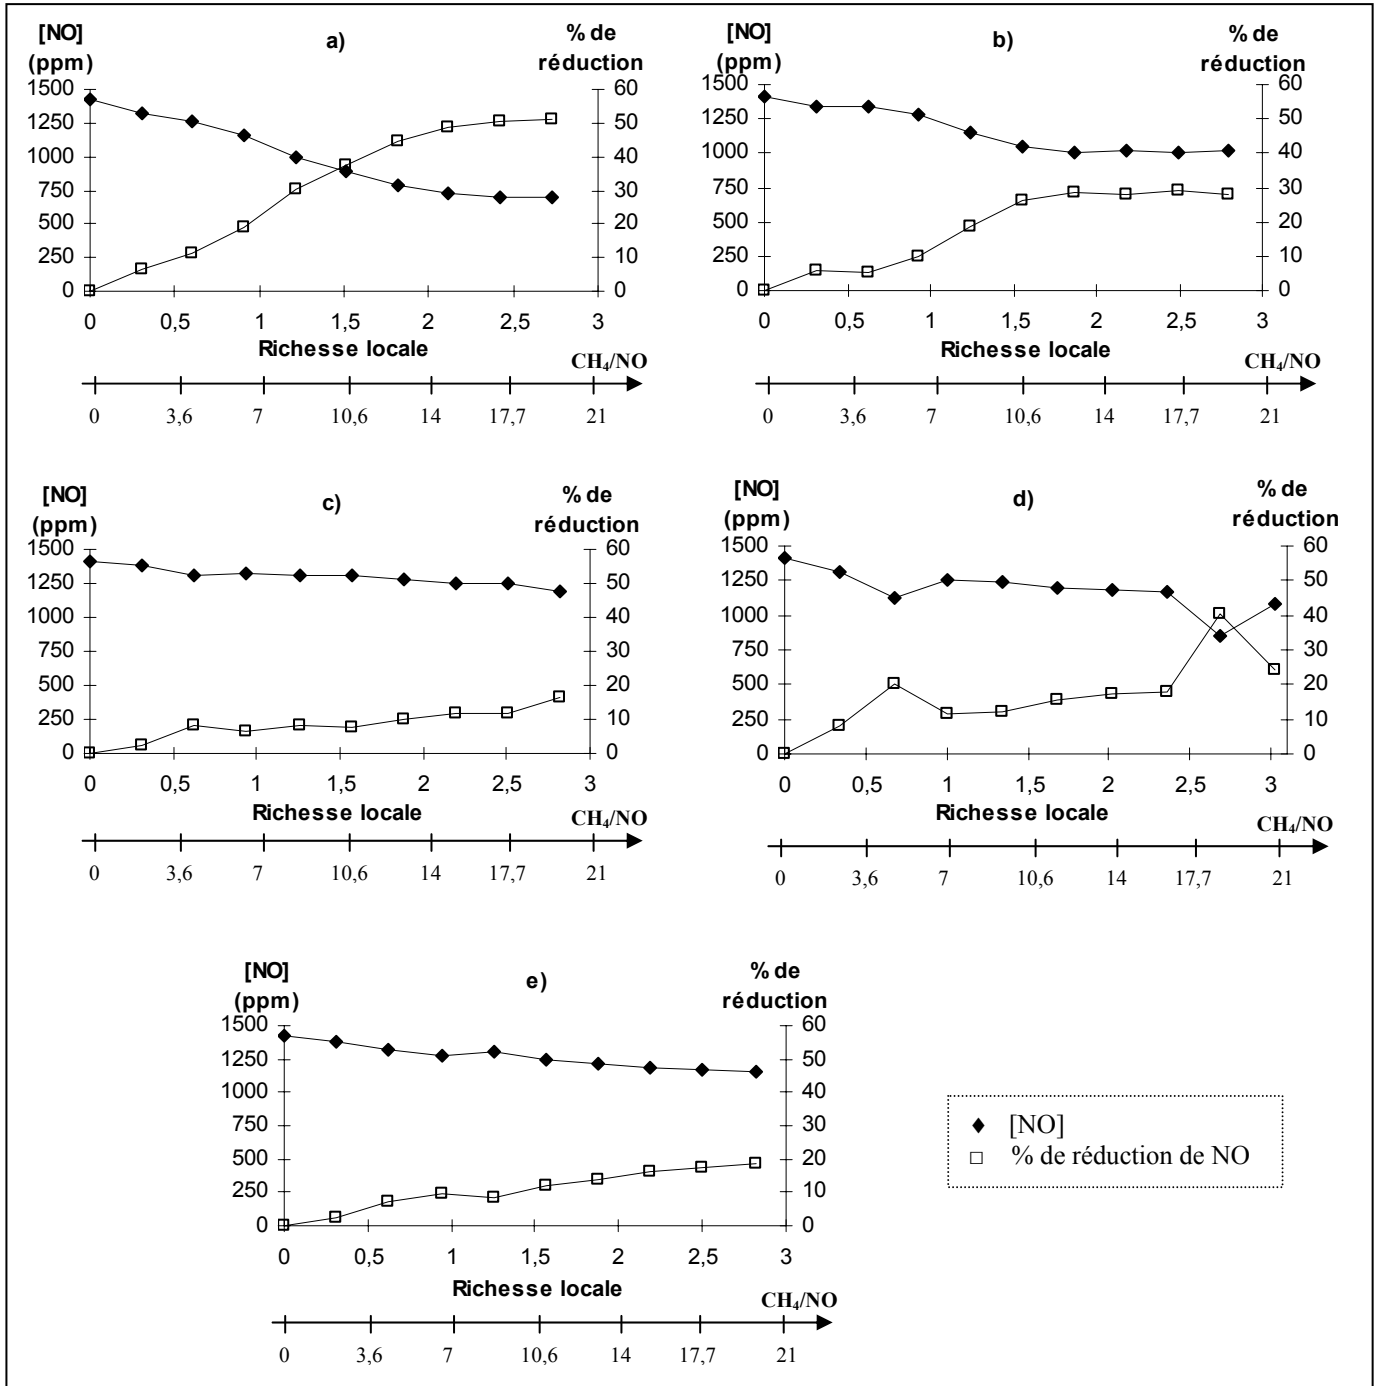 [NO]
(ppm)
a)
% de
réduction
1500
1250
1000
750
500
250
0
60
50
40
30
20
10
0
0 0,5 1 1,5 2 2,5 3
Richesse locale
CH₄/NO
0 3,6 7 10,6 14 17,7 21
[NO]
(ppm)
b)
% de
réduction
1500
1250
1000
750
500
250
0
60
50
40
30
20
10
0
0 0,5 1 1,5 2 2,5 3
Richesse locale
CH₄/NO
0 3,6 7 10,6 14 17,7 21
[NO]
(ppm)
c)
% de
réduction
1500
1250
1000
750
500
250
0
60
50
40
30
20
10
0
0 0,5 1 1,5 2 2,5 3
Richesse locale
CH₄/NO
0 3,6 7 10,6 14 17,7 21
[NO]
(ppm)
d)
% de
réduction
1500
1250
1000
750
500
250
0
60
50
40
30
20
10
0
0 0,5 1 1,5 2 2,5 3
Richesse locale
CH₄/NO
0 3,6 7 10,6 14 17,7 21
[NO]
(ppm)
e)
% de
réduction
1500
1250
1000
750
500
250
0
60
50
40
30
20
10
0
0 0,5 1 1,5 2 2,5 3
Richesse locale
CH₄/NO
0 3,6 7 10,6 14 17,7 21
[NO]
% de réduction de NO